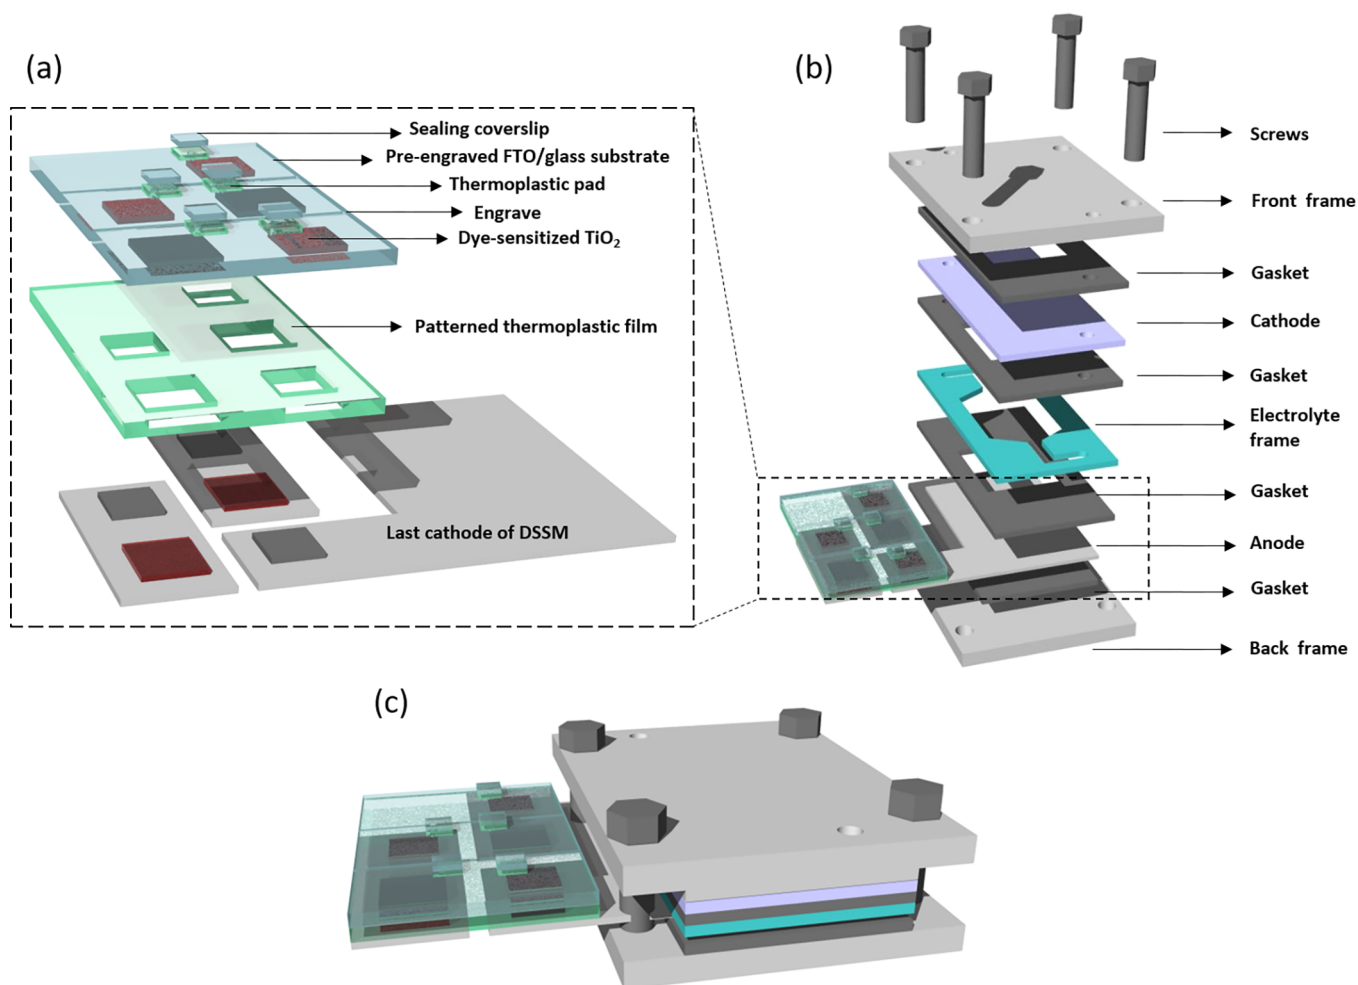 (a)
Sealing coverslip
Pre-engraved FTO/glass substrate
Thermoplastic pad
Engrave
Dye-sensitized TiO₂
Patterned thermoplastic film
Last cathode of DSSM
(b)
Screws
Front frame
Gasket
Cathode
Gasket
Electrolyte
frame
Gasket
Anode
Gasket
Back frame
(c)